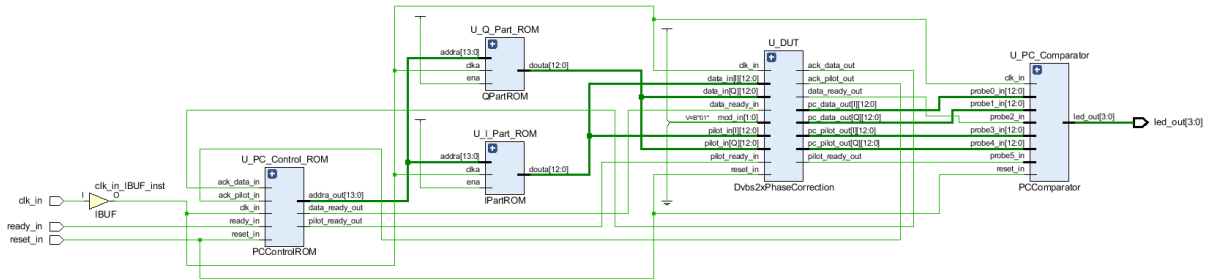 U_Q_Part_ROM
addra[13:0]
clka
ena
douta[12:0]
QPartROM
U_I_Part_ROM
addra[13:0]
clka
ena
douta[12:0]
IPartROM
U_PC_Control_ROM
ack_data_in
ack_pilot_in
clk_in
ready_in
reset_in
addra_out[13:0]
data_ready_out
pilot_ready_out
PCControlROM
clk_in_IBUF_inst
I
O
IBUF
clk_in
ready_in
reset_in
U_DUT
clk_in
data_in[I][12:0]
data_in[Q][12:0]
data_ready_in
V=B"01"
mod_in[1:0]
pilot_in[I][12:0]
pilot_in[Q][12:0]
pilot_ready_in
reset_in
ack_data_out
ack_pilot_out
data_ready_out
pc_data_out[I][12:0]
pc_data_out[Q][12:0]
pc_pilot_out[I][12:0]
pc_pilot_out[Q][12:0]
pilot_ready_out
Dvbs2xPhaseCorrection
U_PC_Comparator
clk_in
probe0_in[12:0]
probe1_in[12:0]
probe2_in
probe3_in[12:0]
probe4_in[12:0]
probe5_in
reset_in
led_out[3:0]
PCComparator
led_out[3:0]